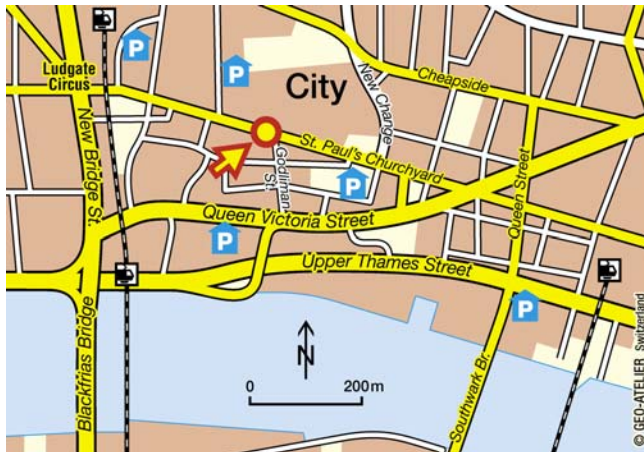 P
P
Ludgate
Circus
City
Cheapside
New Change
New Bridge St.
St. Paul's Churchyard
Godliman
St.
P
Queen Street
Queen Victoria Street
P
Upper Thames Street
P
Blackfrias Bridge
N
0
200m
Southwark Br.
© GEO-ATELIER Switzerland